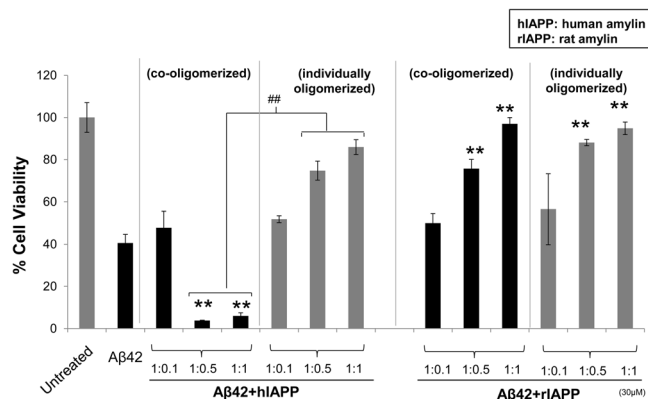 hIAPP: human amylin
rIAPP: rat amylin
(co-oligomerized)
(individually
oligomerized)
(co-oligomerized)
(individually
oligomerized)
##
**
**
**
**
**
**
% Cell Viability
120
100
80
60
40
20
0
Untreated
Aβ42
1:0.1
1:0.5
1:1
1:0.1
1:0.5
1:1
1:0.1
1:0.5
1:1
1:0.1
1:0.5
1:1
Aβ42+hIAPP
Aβ42+rIAPP
(30μM)